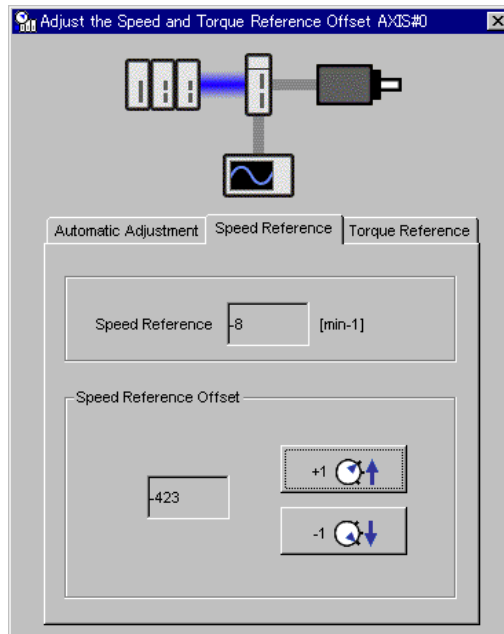 Adjust the Speed and Torque Reference Offset AXIS#0
Automatic Adjustment
Speed Reference
Torque Reference
Speed Reference
-8
[min-1]
Speed Reference Offset
-423
+1
-1